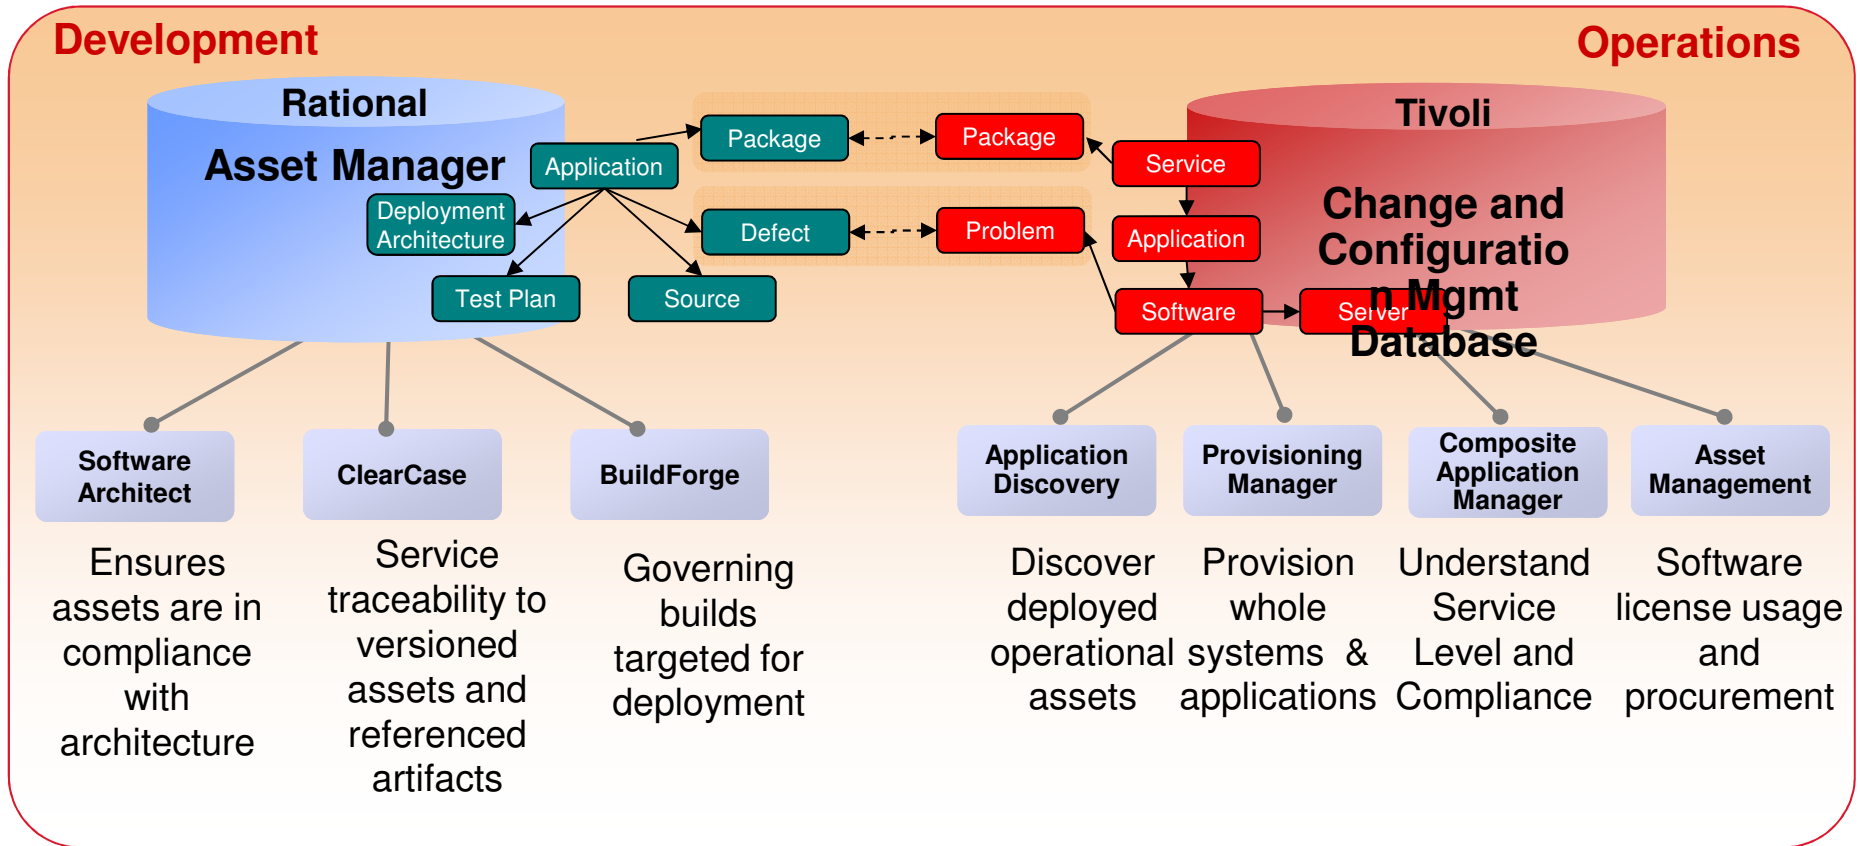 Development
Operations
Rational
Asset Manager
Application
Deployment
Architecture
Test Plan
Source
Package
Defect
Package
Problem
Tivoli
Change and
Configuratio
n Mgmt
Database
Service
Application
Software
Server
Software
Architect
ClearCase
BuildForge
Application
Discovery
Provisioning
Manager
Composite
Application
Manager
Asset
Management
Ensures
assets are in
compliance
with
architecture
Service
traceability to
versioned
assets and
referenced
artifacts
Governing
builds
targeted for
deployment
Discover
deployed
operational
assets
Provision
whole
systems &
applications
Understand
Service
Level and
Compliance
Software
license usage
and
procurement